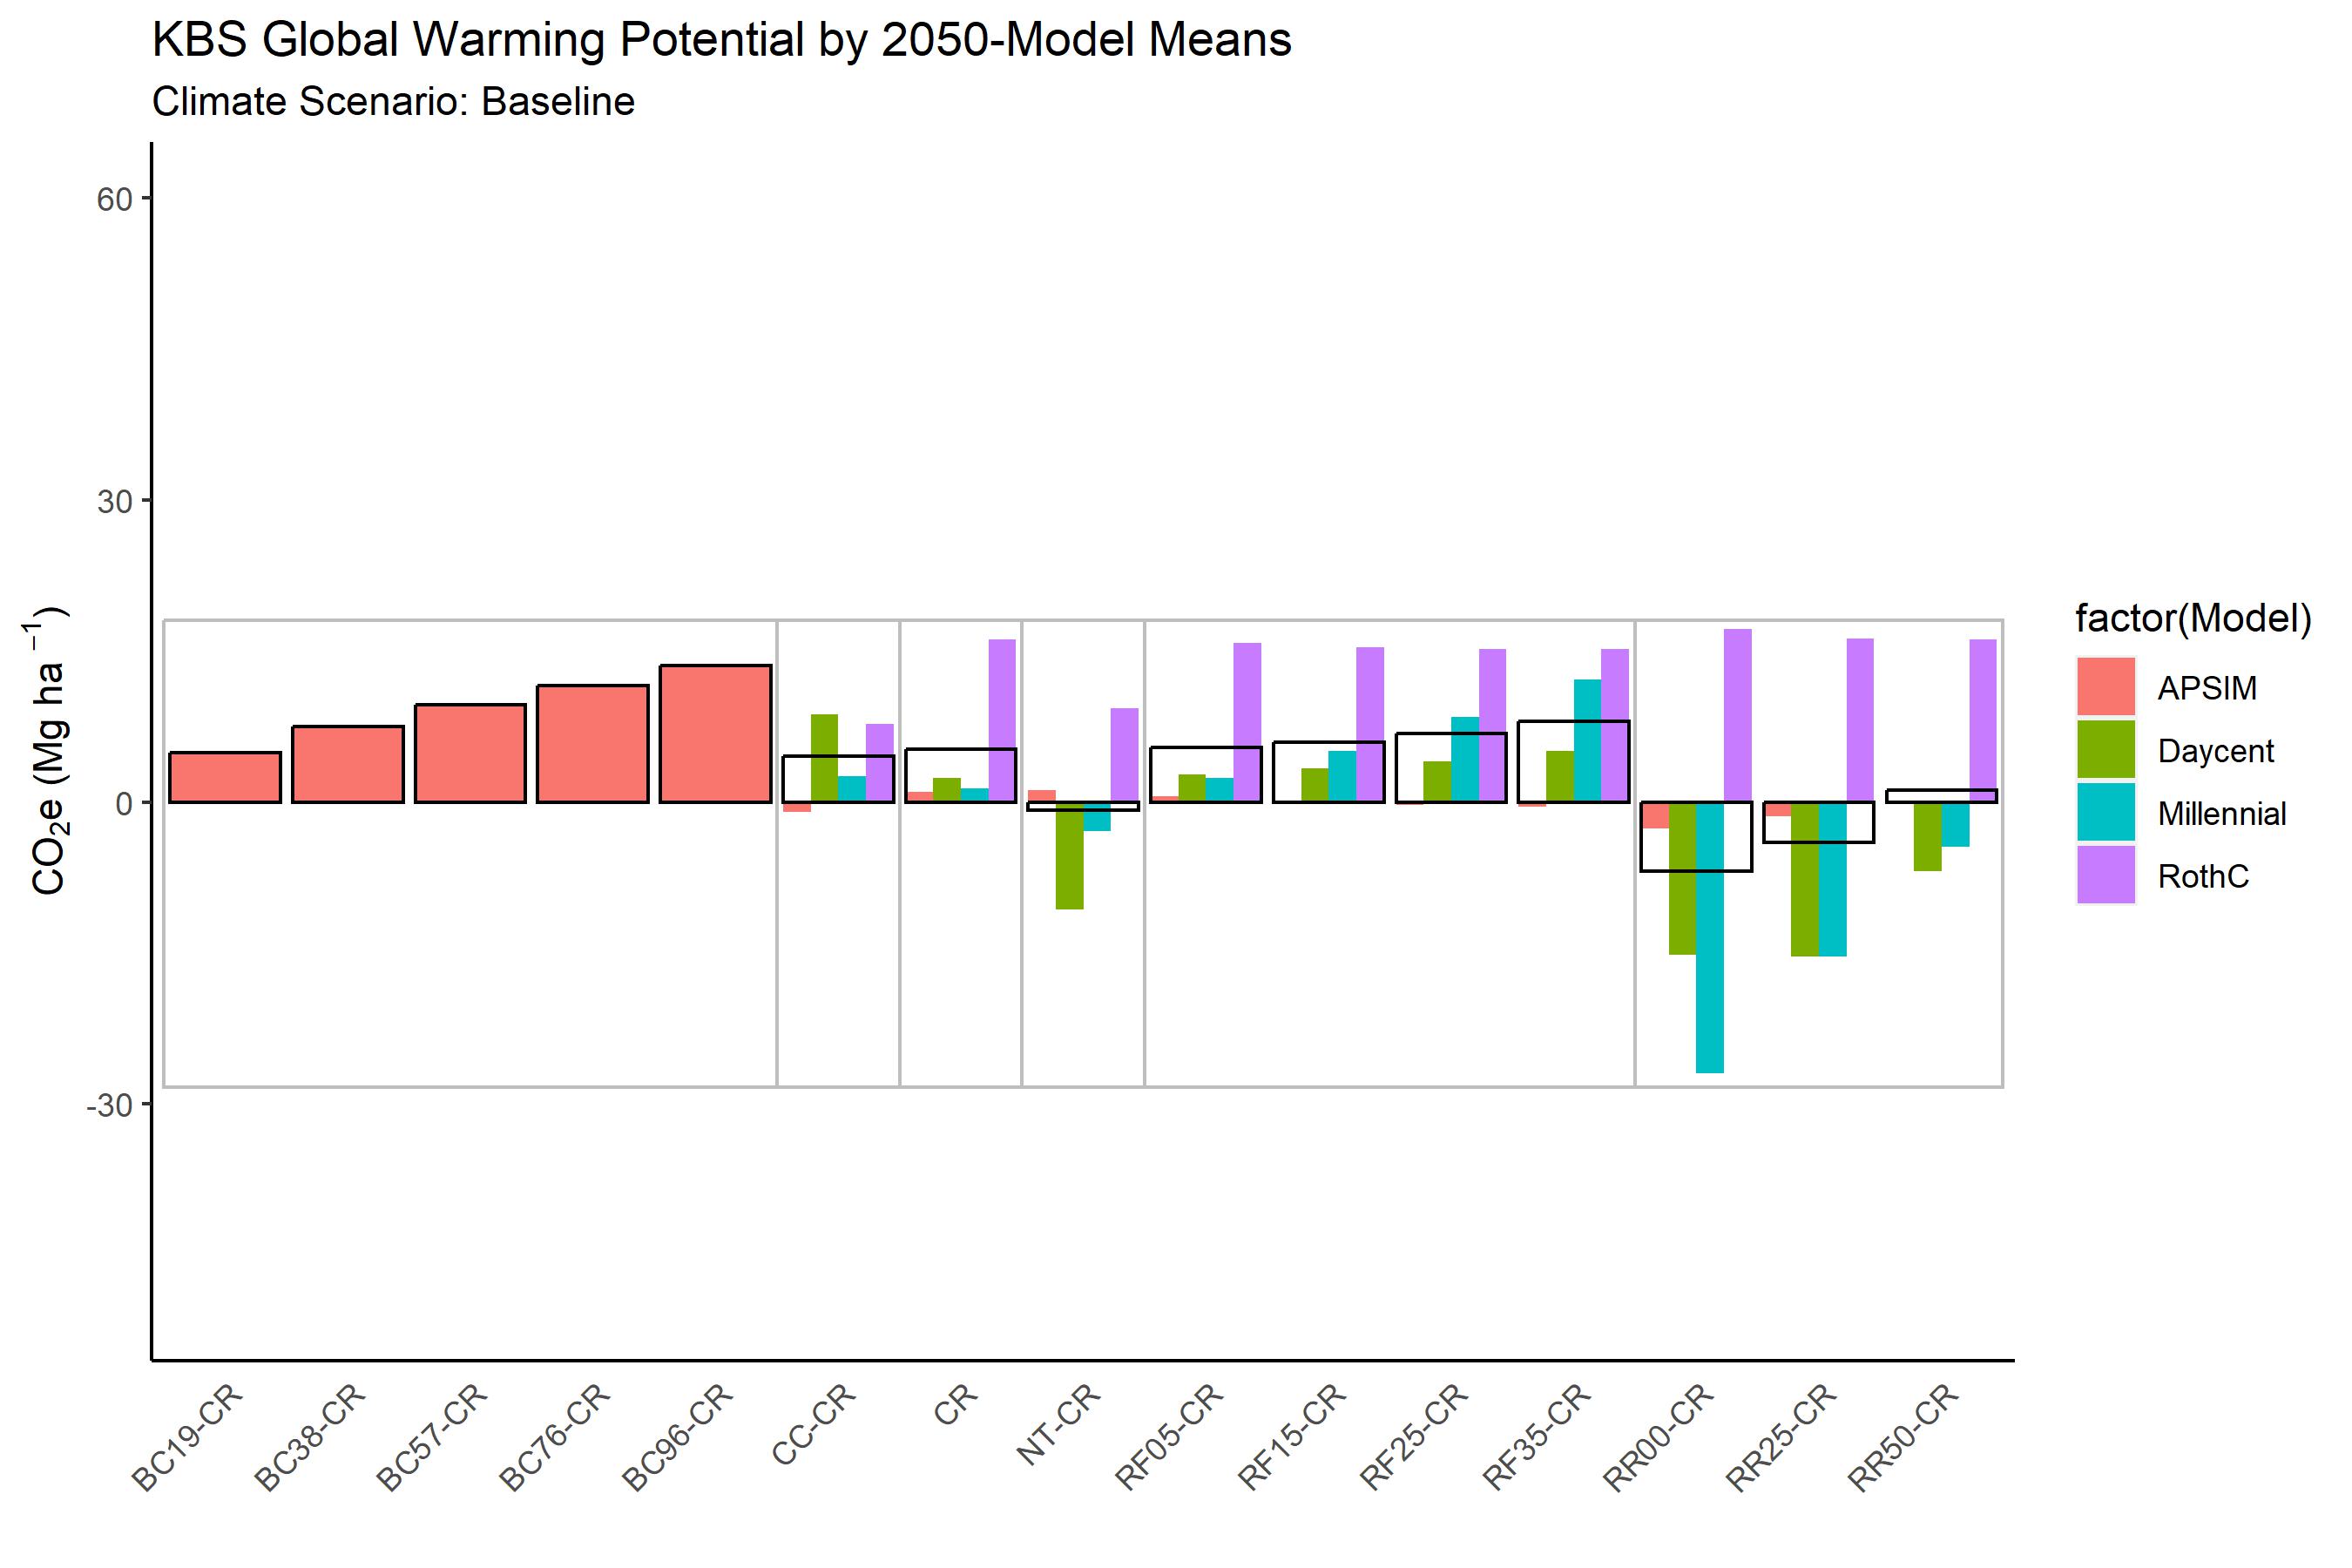 KBS Global Warming Potential by 2050-Model Means
Climate Scenario: Baseline
CO₂e (Mg ha ⁻¹)
60
30
0
-30
BC19-CR
BC38-CR
BC57-CR
BC76-CR
BC96-CR
CC-CR
CR
NT-CR
RF05-CR
RF15-CR
RF25-CR
RF35-CR
RR00-CR
RR25-CR
RR50-CR
factor(Model)
APSIM
Daycent
Millennial
RothC